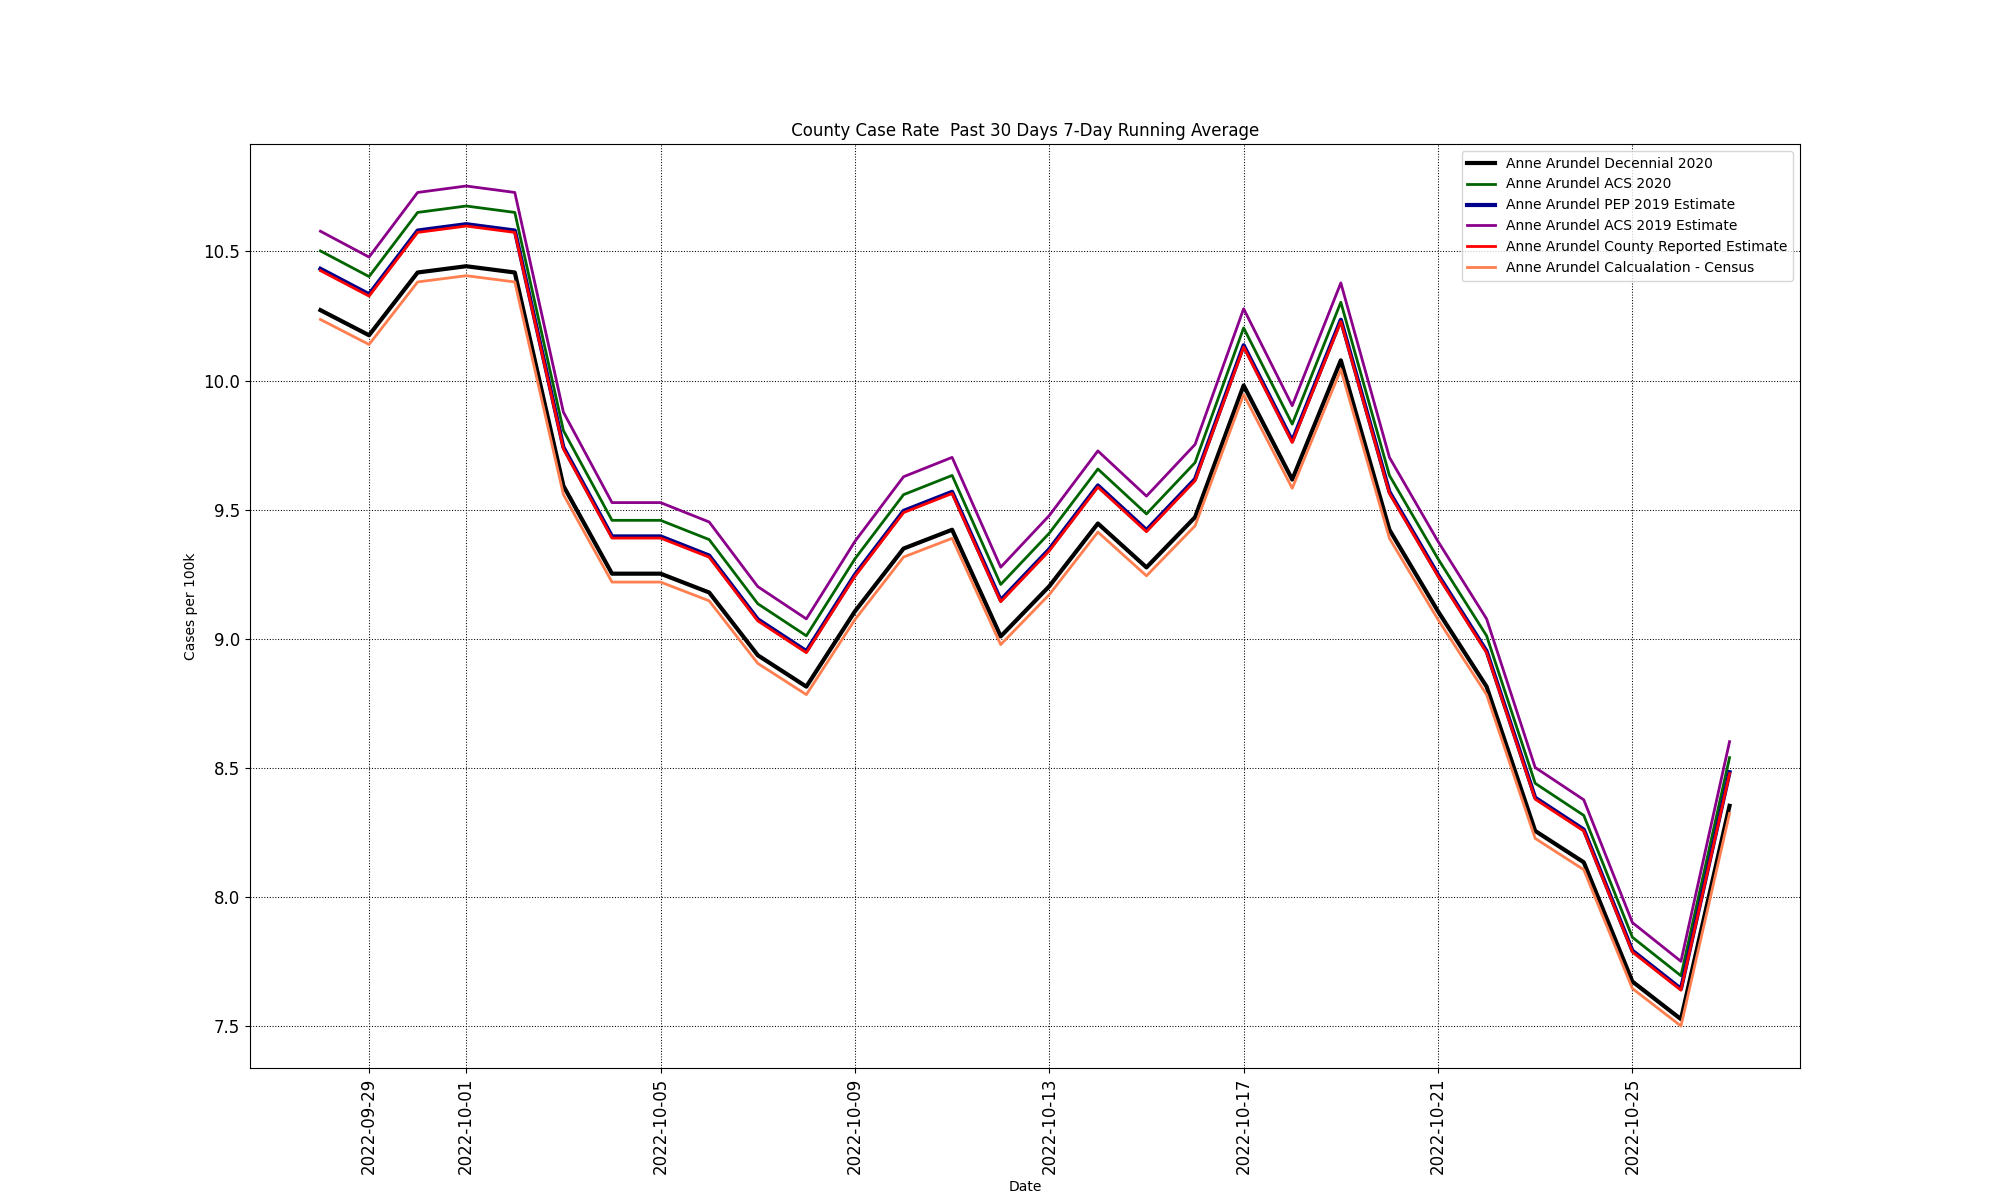 County Case Rate  Past 30 Days 7-Day Running Average
Anne Arundel Decennial 2020
Anne Arundel ACS 2020
Anne Arundel PEP 2019 Estimate
Anne Arundel ACS 2019 Estimate
Anne Arundel County Reported Estimate
Anne Arundel Calcualation - Census
Cases per 100k
10.5
10.0
9.5
9.0
8.5
8.0
7.5
2022-09-29
2022-10-01
2022-10-05
2022-10-09
2022-10-13
2022-10-17
2022-10-21
2022-10-25
Date